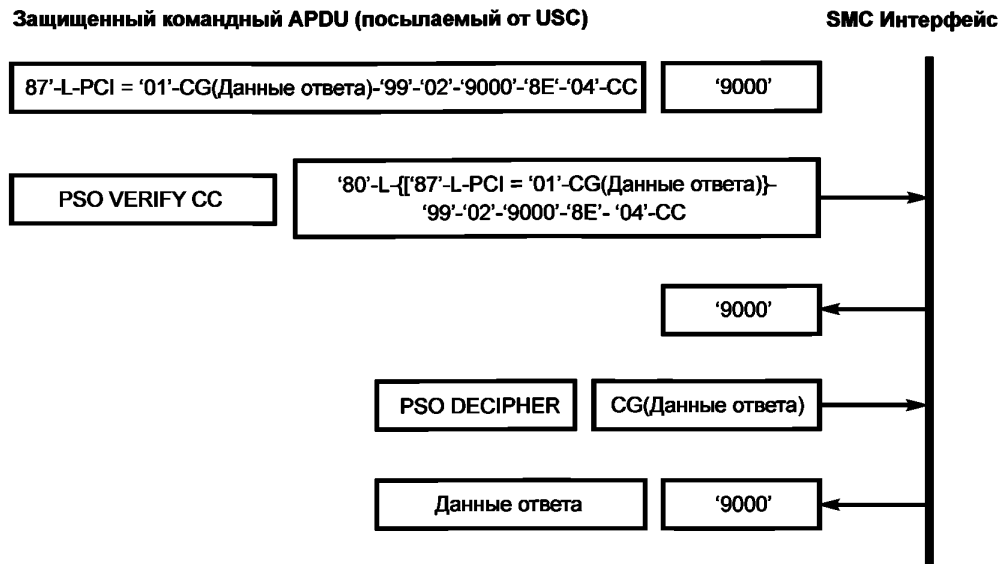 Защищенный командный APDU (посылаемый от USC) SMC Интерфейс
87’-L-PCI = ‘01’-CG(Данные ответа)-‘99’-‘02’-‘9000’-‘8E‘-‘04’-CC ‘9000’
PSO VERIFY CC
‘80’-L-{[‘87’-L-PCI = ‘01’-CG(Данные ответа)}-
‘99’-‘02’-‘9000’-‘8E’- ‘04’-CC
‘9000’
PSO DECIPHER CG(Данные ответа)
Данные ответа ‘9000’